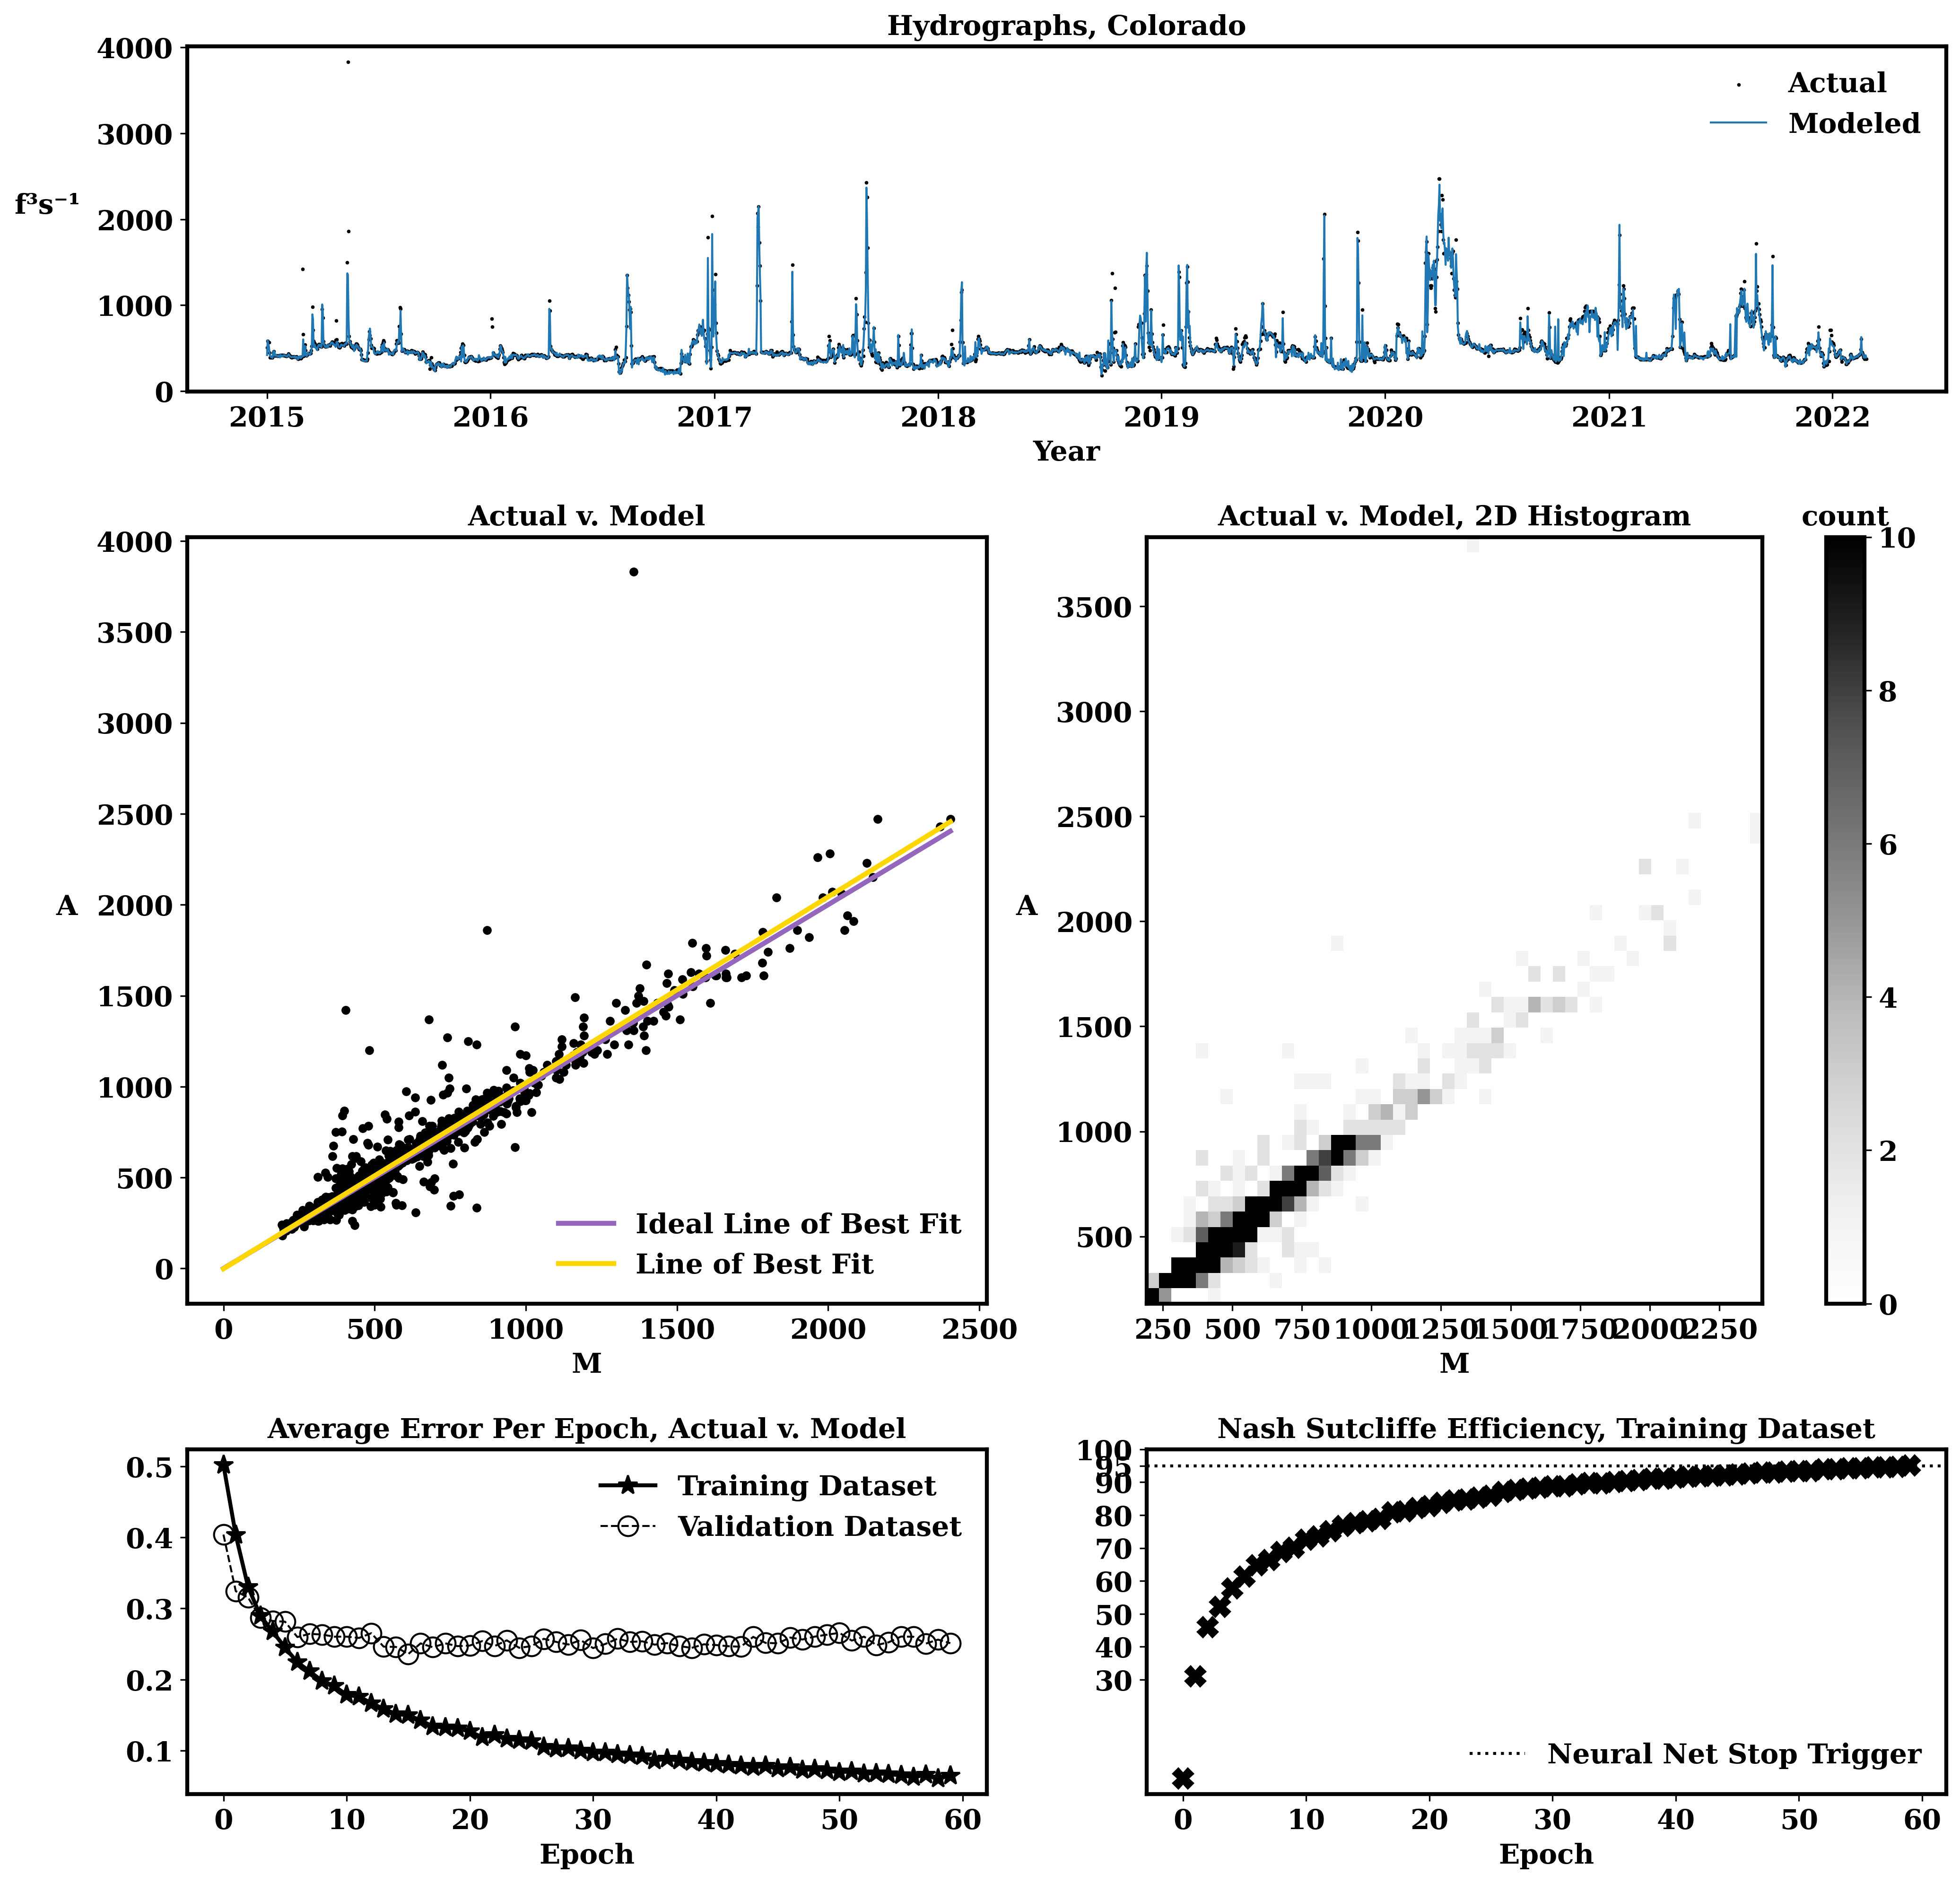 Hydrographs, Colorado
4000
3000
2000
1000
0
f³s⁻¹
Actual
Modeled
2015 2016 2017 2018 2019 2020 2021 2022
Year
Actual v. Model
4000
3500
3000
2500
2000
1500
1000
500
0
A
Ideal Line of Best Fit
Line of Best Fit
0 500 1000 1500 2000 2500
M
Actual v. Model, 2D Histogram
3500
3000
2500
2000
1500
1000
500
A
250 500 750 1000 1250 1500 1750 2000 2250
M
count
10
8
6
4
2
0
Average Error Per Epoch, Actual v. Model
0.5
0.4
0.3
0.2
0.1
Training Dataset
Validation Dataset
0 10 20 30 40 50 60
Epoch
Nash Sutcliffe Efficiency, Training Dataset
100
95
90
80
70
60
50
40
30
Neural Net Stop Trigger
0 10 20 30 40 50 60
Epoch